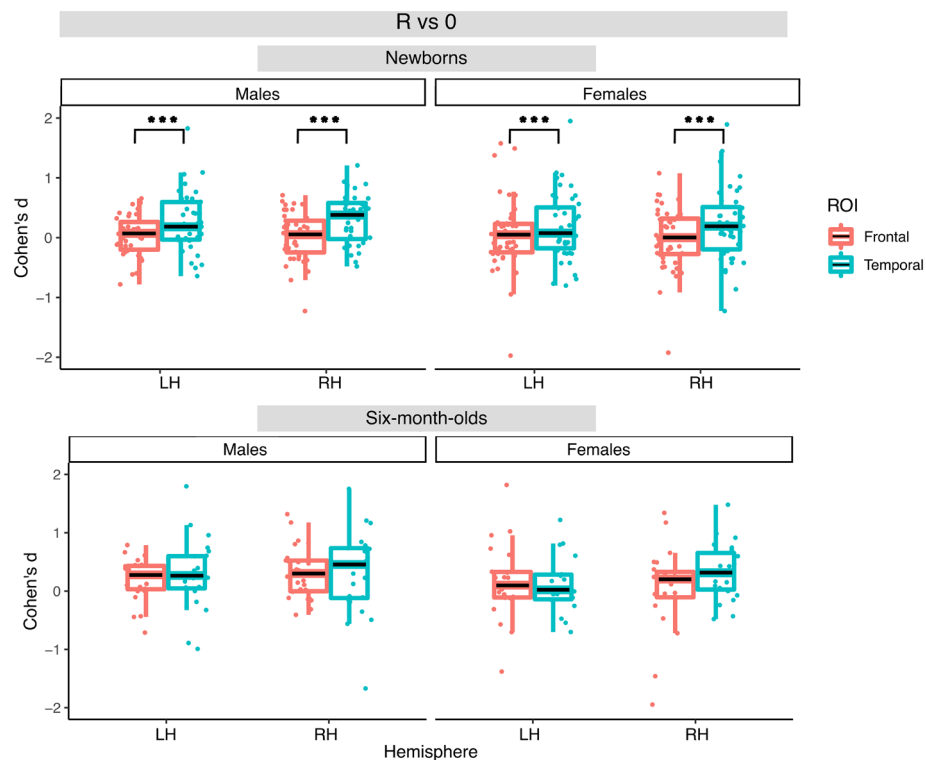 R vs 0
Newborns
Males
Females
2
1
0
−1
−2
Cohen's d
***
***
***
***
LH
RH
LH
RH
ROI
Frontal
Temporal
Six-month-olds
Males
Females
2
1
0
−1
−2
Cohen's d
LH
RH
LH
RH
Hemisphere